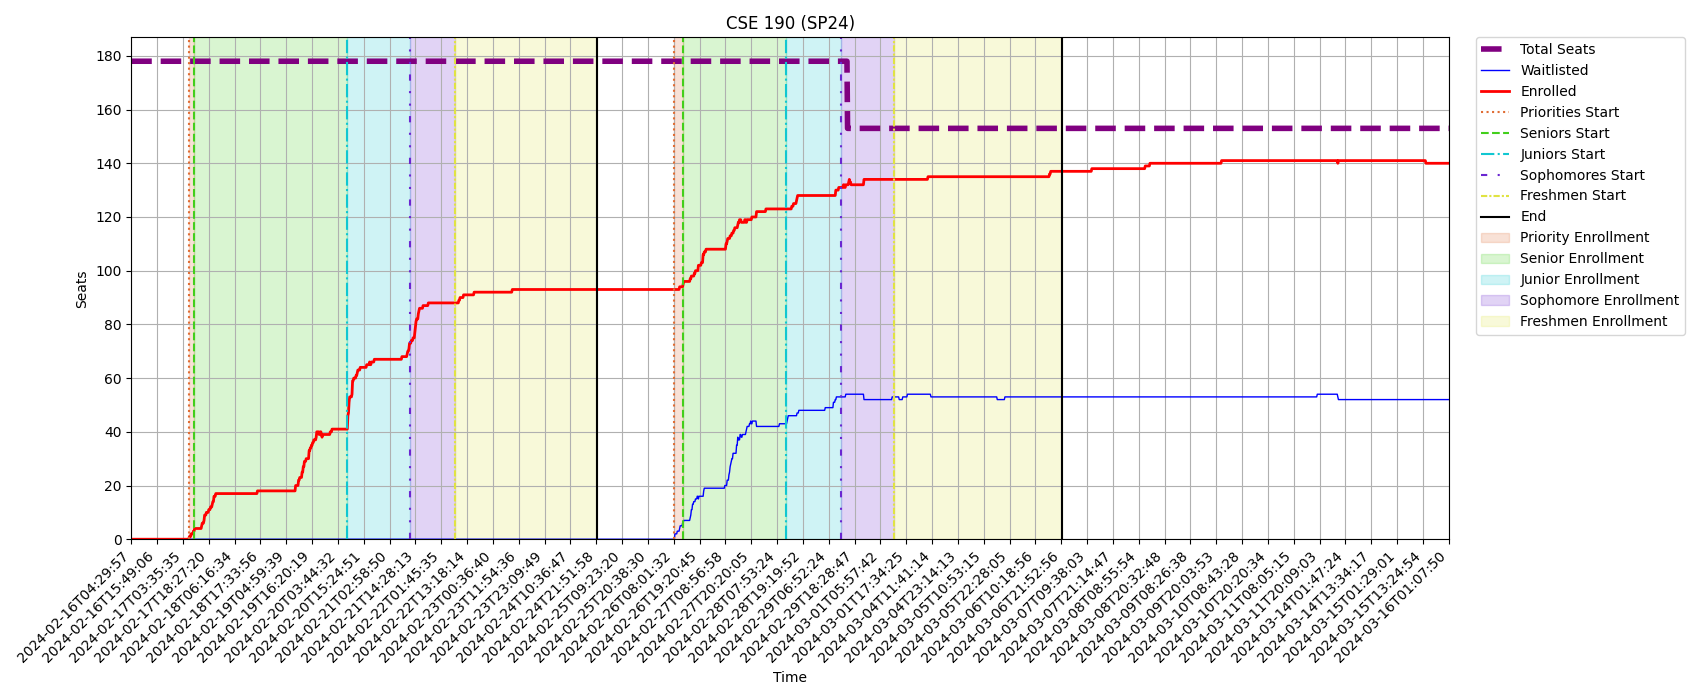 CSE 190 (SP24)
Seats
180
160
140
120
100
80
60
40
20
0
2024-02-16T04:29:57
2024-02-16T15:49:06
2024-02-17T03:35:35
2024-02-17T18:27:20
2024-02-18T06:16:34
2024-02-18T17:33:56
2024-02-19T04:59:39
2024-02-19T16:20:19
2024-02-20T03:44:32
2024-02-20T15:24:51
2024-02-21T02:58:50
2024-02-21T14:28:13
2024-02-22T01:45:35
2024-02-22T13:18:14
2024-02-23T00:36:40
2024-02-23T11:54:36
2024-02-23T23:09:49
2024-02-24T10:36:47
2024-02-24T21:51:58
2024-02-25T09:23:20
2024-02-25T20:38:30
2024-02-26T08:01:32
2024-02-26T19:20:45
2024-02-27T08:56:58
2024-02-27T20:20:05
2024-02-28T07:53:24
2024-02-28T19:19:52
2024-02-29T06:52:24
2024-02-29T18:28:47
2024-03-01T05:57:42
2024-03-01T17:34:25
2024-03-04T11:41:14
2024-03-04T23:14:13
2024-03-05T10:53:15
2024-03-05T22:28:05
2024-03-06T10:18:56
2024-03-06T21:52:56
2024-03-07T09:38:03
2024-03-07T21:14:47
2024-03-08T08:55:54
2024-03-08T20:32:48
2024-03-09T08:26:38
2024-03-09T20:03:53
2024-03-10T08:43:28
2024-03-10T20:20:34
2024-03-11T08:05:15
2024-03-11T20:09:03
2024-03-14T01:47:24
2024-03-14T13:34:17
2024-03-15T01:29:01
2024-03-15T13:24:54
2024-03-16T01:07:50
Time
Total Seats
Waitlisted
Enrolled
Priorities Start
Seniors Start
Juniors Start
Sophomores Start
Freshmen Start
End
Priority Enrollment
Senior Enrollment
Junior Enrollment
Sophomore Enrollment
Freshmen Enrollment